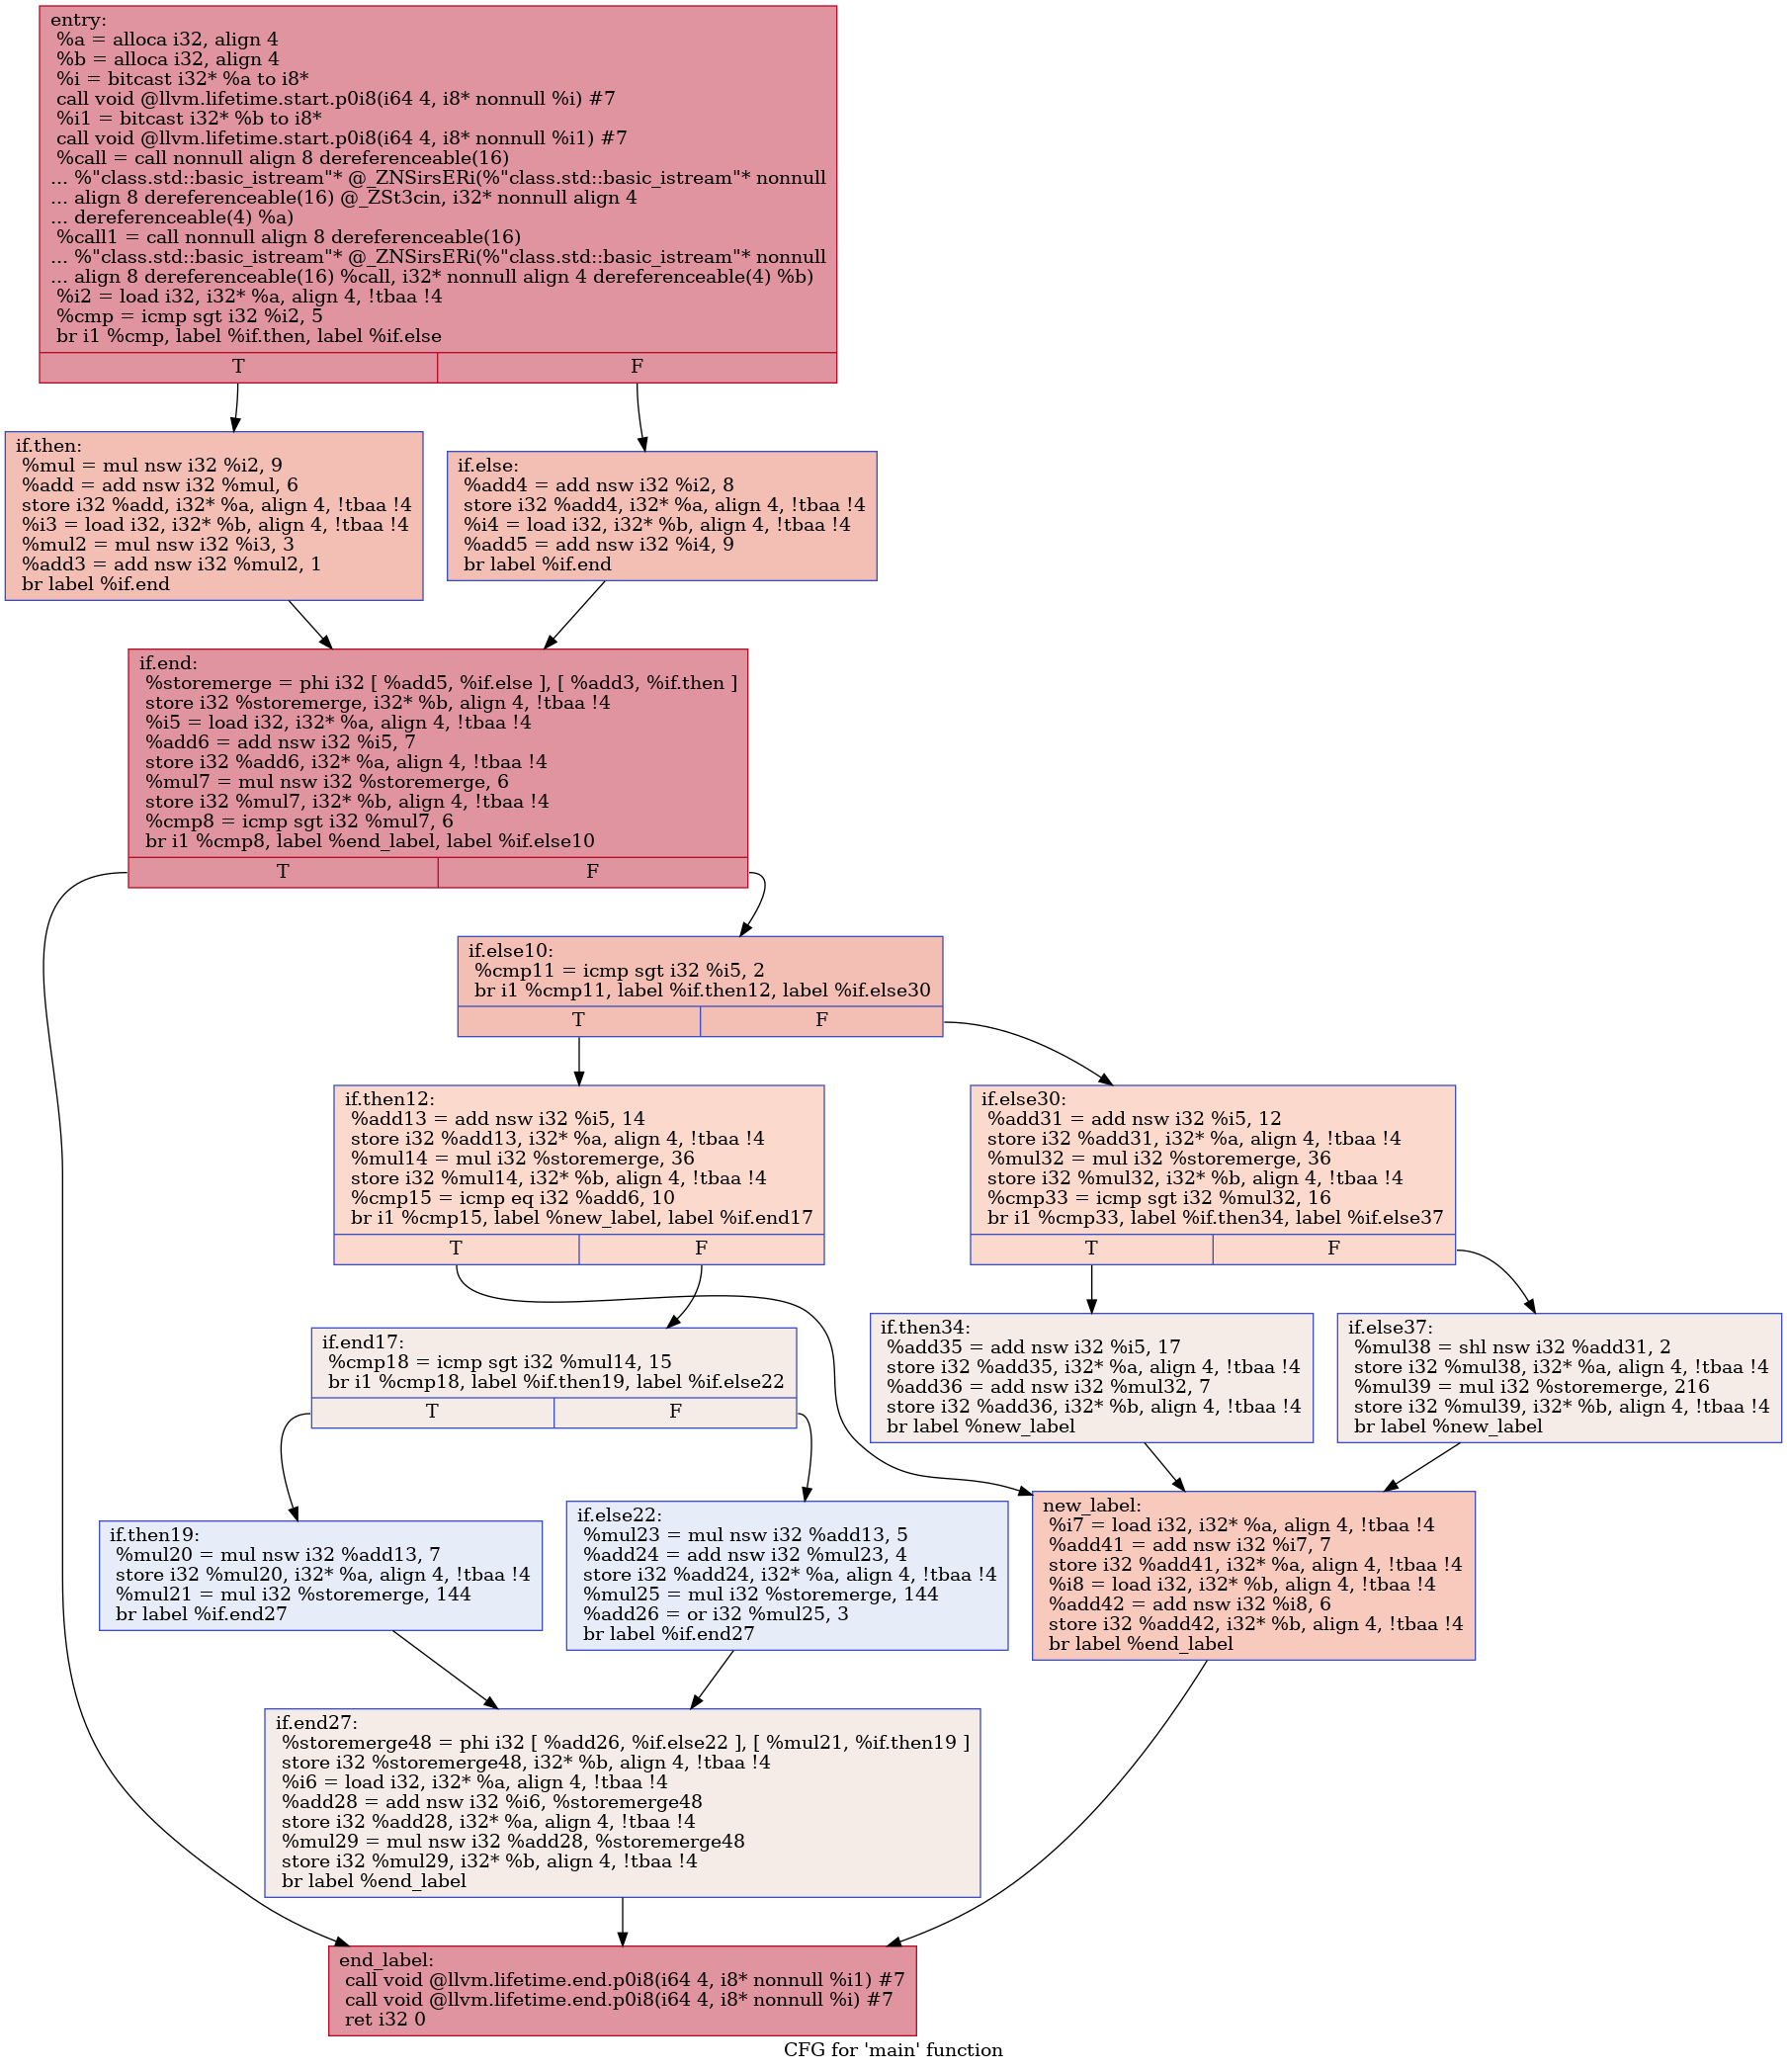 entry:
%a = alloca i32, align 4
%b = alloca i32, align 4
%i = bitcast i32* %a to i8*
call void @llvm.lifetime.start.p0i8(i64 4, i8* nonnull %i) #7
%i1 = bitcast i32* %b to i8*
call void @llvm.lifetime.start.p0i8(i64 4, i8* nonnull %i1) #7
%call = call nonnull align 8 dereferenceable(16)
... %"class.std::basic_istream"* @_ZNSirsERi(%"class.std::basic_istream"* nonnull
... align 8 dereferenceable(16) @_ZSt3cin, i32* nonnull align 4
... dereferenceable(4) %a)
%call1 = call nonnull align 8 dereferenceable(16)
... %"class.std::basic_istream"* @_ZNSirsERi(%"class.std::basic_istream"* nonnull
... align 8 dereferenceable(16) %call, i32* nonnull align 4 dereferenceable(4) %b)
%i2 = load i32, i32* %a, align 4, !tbaa !4
%cmp = icmp sgt i32 %i2, 5
br i1 %cmp, label %if.then, label %if.else
T
F
if.then:
%mul = mul nsw i32 %i2, 9
%add = add nsw i32 %mul, 6
store i32 %add, i32* %a, align 4, !tbaa !4
%i3 = load i32, i32* %b, align 4, !tbaa !4
%mul2 = mul nsw i32 %i3, 3
%add3 = add nsw i32 %mul2, 1
br label %if.end
if.else:
%add4 = add nsw i32 %i2, 8
store i32 %add4, i32* %a, align 4, !tbaa !4
%i4 = load i32, i32* %b, align 4, !tbaa !4
%add5 = add nsw i32 %i4, 9
br label %if.end
if.end:
%storemerge = phi i32 [ %add5, %if.else ], [ %add3, %if.then ]
store i32 %storemerge, i32* %b, align 4, !tbaa !4
%i5 = load i32, i32* %a, align 4, !tbaa !4
%add6 = add nsw i32 %i5, 7
store i32 %add6, i32* %a, align 4, !tbaa !4
%mul7 = mul nsw i32 %storemerge, 6
store i32 %mul7, i32* %b, align 4, !tbaa !4
%cmp8 = icmp sgt i32 %mul7, 6
br i1 %cmp8, label %end_label, label %if.else10
T
F
if.else10:
%cmp11 = icmp sgt i32 %i5, 2
br i1 %cmp11, label %if.then12, label %if.else30
T
F
if.then12:
%add13 = add nsw i32 %i5, 14
store i32 %add13, i32* %a, align 4, !tbaa !4
%mul14 = mul i32 %storemerge, 36
store i32 %mul14, i32* %b, align 4, !tbaa !4
%cmp15 = icmp eq i32 %add6, 10
br i1 %cmp15, label %new_label, label %if.end17
T
F
if.else30:
%add31 = add nsw i32 %i5, 12
store i32 %add31, i32* %a, align 4, !tbaa !4
%mul32 = mul i32 %storemerge, 36
store i32 %mul32, i32* %b, align 4, !tbaa !4
%cmp33 = icmp sgt i32 %mul32, 16
br i1 %cmp33, label %if.then34, label %if.else37
T
F
if.end17:
%cmp18 = icmp sgt i32 %mul14, 15
br i1 %cmp18, label %if.then19, label %if.else22
T
F
if.then34:
%add35 = add nsw i32 %i5, 17
store i32 %add35, i32* %a, align 4, !tbaa !4
%add36 = add nsw i32 %mul32, 7
store i32 %add36, i32* %b, align 4, !tbaa !4
br label %new_label
if.else37:
%mul38 = shl nsw i32 %add31, 2
store i32 %mul38, i32* %a, align 4, !tbaa !4
%mul39 = mul i32 %storemerge, 216
store i32 %mul39, i32* %b, align 4, !tbaa !4
br label %new_label
if.then19:
%mul20 = mul nsw i32 %add13, 7
store i32 %mul20, i32* %a, align 4, !tbaa !4
%mul21 = mul i32 %storemerge, 144
br label %if.end27
if.else22:
%mul23 = mul nsw i32 %add13, 5
%add24 = add nsw i32 %mul23, 4
store i32 %add24, i32* %a, align 4, !tbaa !4
%mul25 = mul i32 %storemerge, 144
%add26 = or i32 %mul25, 3
br label %if.end27
new_label:
%i7 = load i32, i32* %a, align 4, !tbaa !4
%add41 = add nsw i32 %i7, 7
store i32 %add41, i32* %a, align 4, !tbaa !4
%i8 = load i32, i32* %b, align 4, !tbaa !4
%add42 = add nsw i32 %i8, 6
store i32 %add42, i32* %b, align 4, !tbaa !4
br label %end_label
if.end27:
%storemerge48 = phi i32 [ %add26, %if.else22 ], [ %mul21, %if.then19 ]
store i32 %storemerge48, i32* %b, align 4, !tbaa !4
%i6 = load i32, i32* %a, align 4, !tbaa !4
%add28 = add nsw i32 %i6, %storemerge48
store i32 %add28, i32* %a, align 4, !tbaa !4
%mul29 = mul nsw i32 %add28, %storemerge48
store i32 %mul29, i32* %b, align 4, !tbaa !4
br label %end_label
end_label:
call void @llvm.lifetime.end.p0i8(i64 4, i8* nonnull %i1) #7
call void @llvm.lifetime.end.p0i8(i64 4, i8* nonnull %i) #7
ret i32 0
CFG for 'main' function